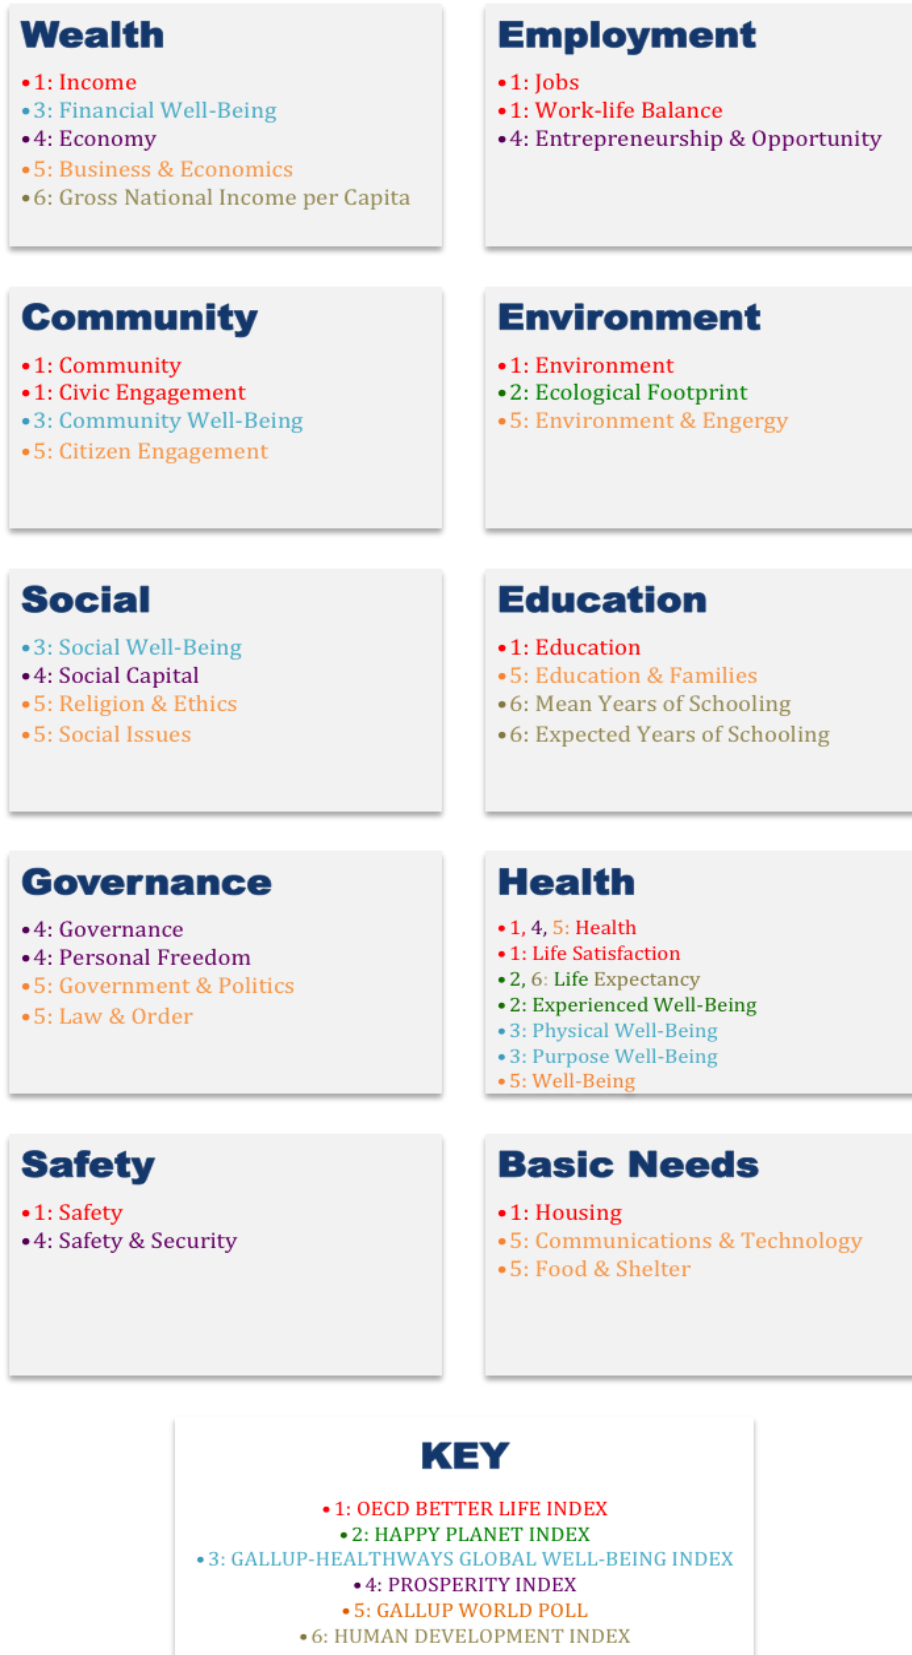 Wealth
•1: Income
•3: Financial Well-Being
•4: Economy
•5: Business & Economics
•6: Gross National Income per Capita
Employment
•1: Jobs
•1: Work-life Balance
•4: Entrepreneurship & Opportunity
Community
•1: Community
•1: Civic Engagement
•3: Community Well-Being
•5: Citizen Engagement
Environment
•1: Environment
•2: Ecological Footprint
•5: Environment & Engergy
Social
•3: Social Well-Being
•4: Social Capital
•5: Religion & Ethics
•5: Social Issues
Education
•1: Education
•5: Education & Families
•6: Mean Years of Schooling
•6: Expected Years of Schooling
Governance
•4: Governance
•4: Personal Freedom
•5: Government & Politics
•5: Law & Order
Health
•1, 4, 5: Health
•1: Life Satisfaction
•2, 6: Life Expectancy
•2: Experienced Well-Being
•3: Physical Well-Being
•3: Purpose Well-Being
•5: Well-Being
Safety
•1: Safety
•4: Safety & Security
Basic Needs
•1: Housing
•5: Communications & Technology
•5: Food & Shelter
KEY
•1: OECD BETTER LIFE INDEX
•2: HAPPY PLANET INDEX
•3: GALLUP-HEALTHWAYS GLOBAL WELL-BEING INDEX
•4: PROSPERITY INDEX
•5: GALLUP WORLD POLL
•6: HUMAN DEVELOPMENT INDEX